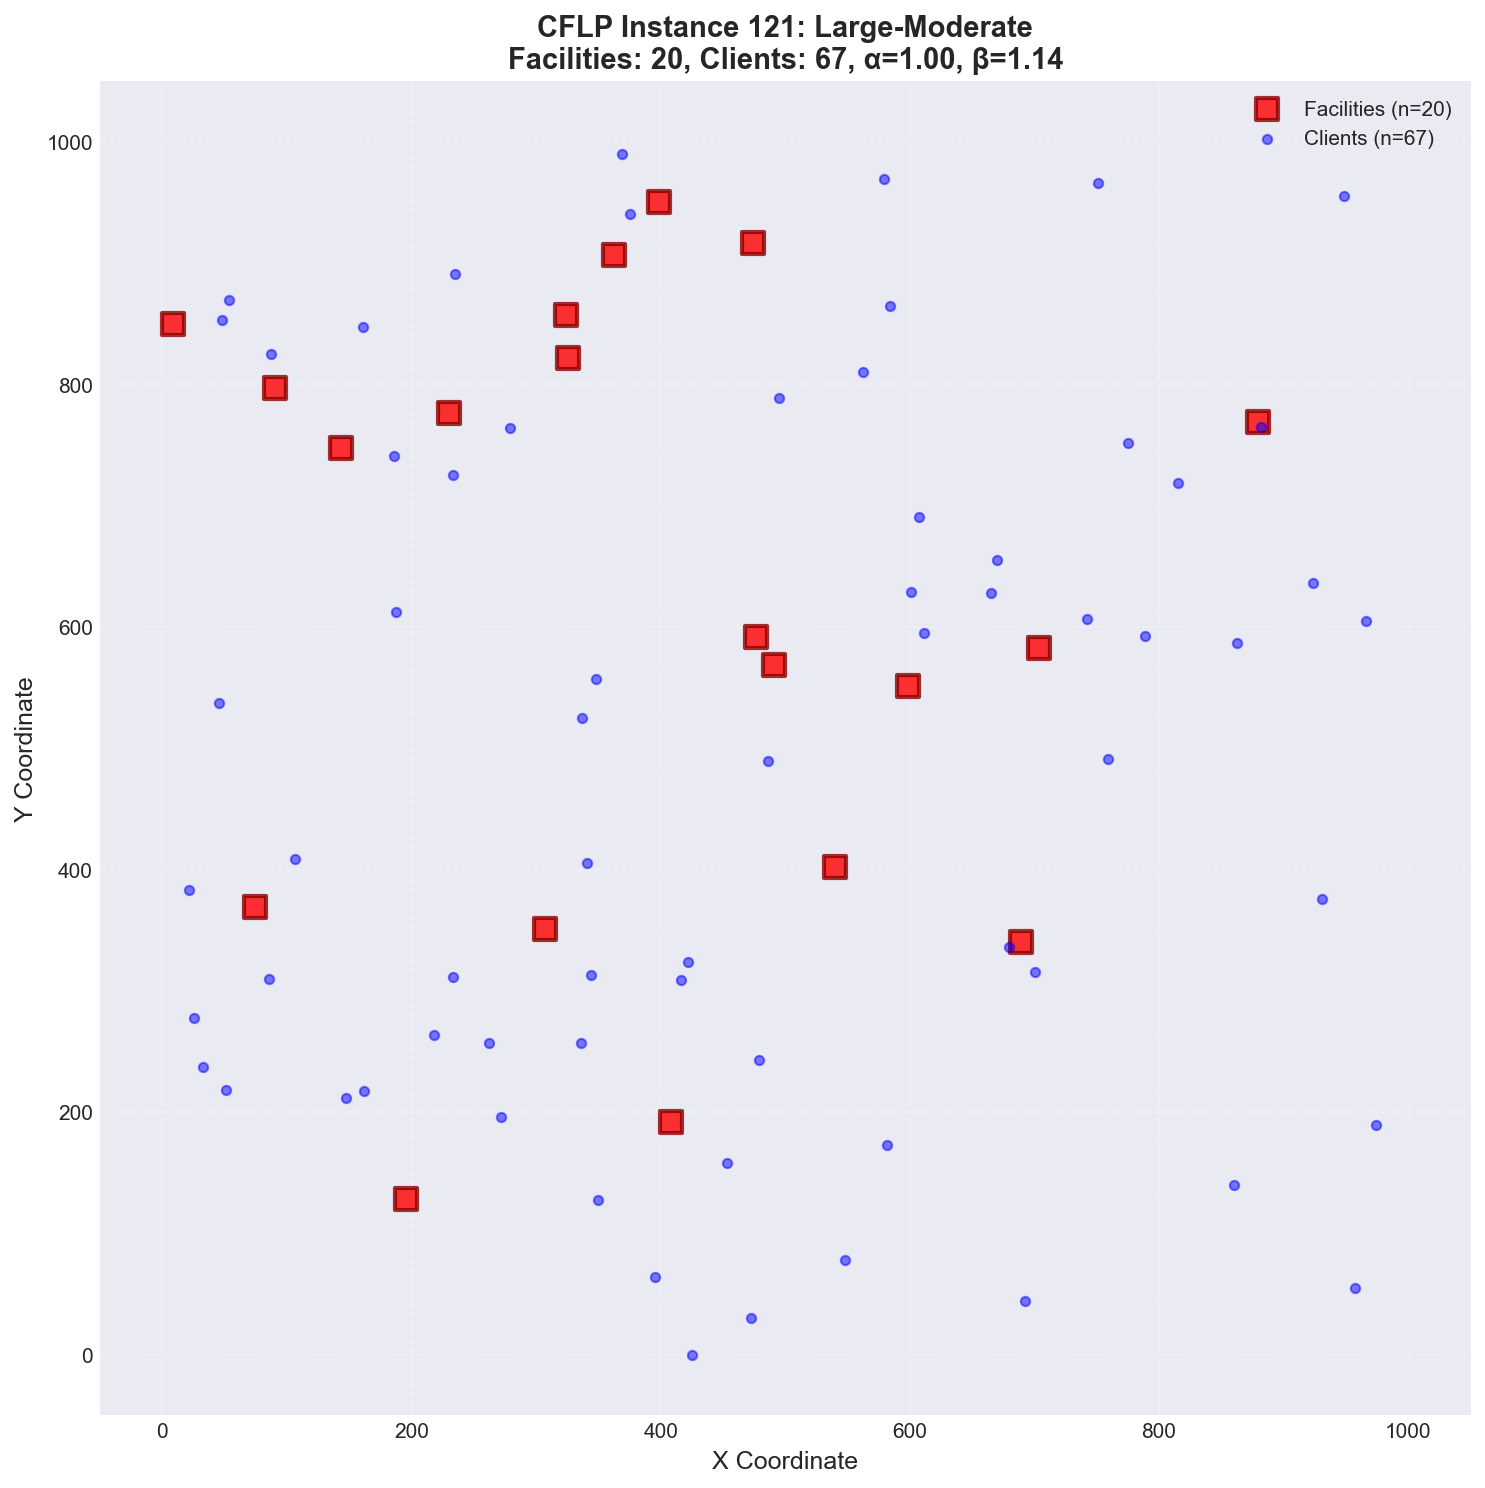 CFLP Instance 121: Large-Moderate
Facilities: 20, Clients: 67, α=1.00, β=1.14
Facilities (n=20)
Clients (n=67)
1000
800
600
400
200
0
Y Coordinate
0 200 400 600 800 1000
X Coordinate